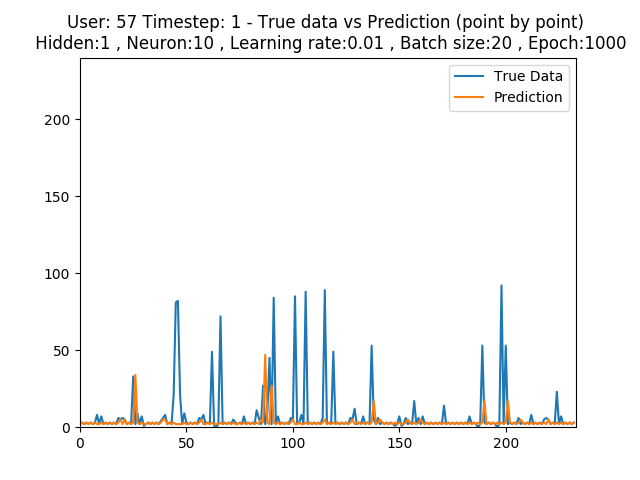 User: 57 Timestep: 1 - True data vs Prediction (point by point)
Hidden:1 , Neuron:10 , Learning rate:0.01 , Batch size:20 , Epoch:1000
True Data
Prediction
200
150
100
50
0
0 50 100 150 200